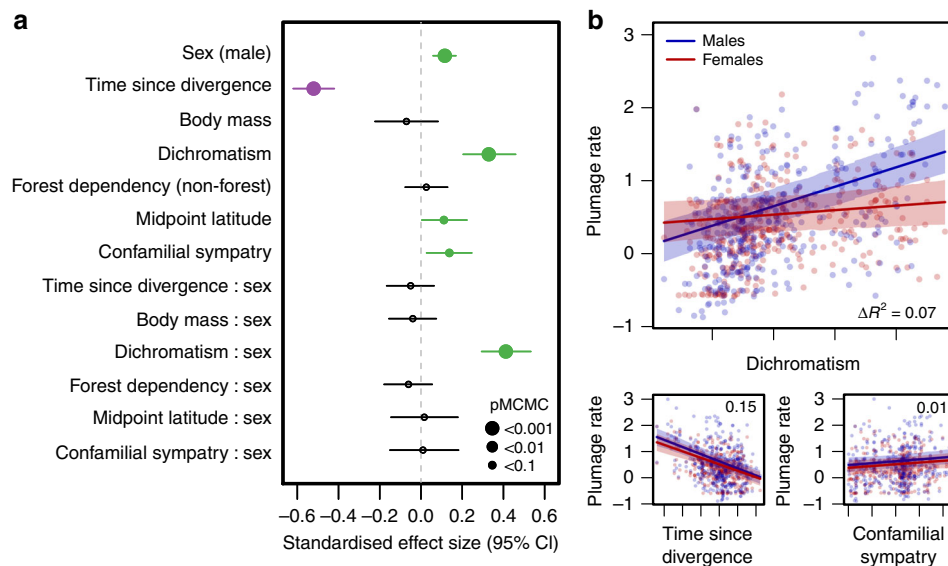 a
Sex (male)
Time since divergence
Body mass
Dichromatism
Forest dependency (non-forest)
Midpoint latitude
Confamilial sympatry
Time since divergence : sex
Body mass : sex
Dichromatism : sex
Forest dependency : sex
Midpoint latitude : sex
Confamilial sympatry : sex
pMCMC
<0.001
<0.01
<0.1
−0.6 −0.4 −0.2 0.0 0.2 0.4 0.6
Standardised effect size (95% CI)
b
Males
Females
3
2
1
0
−1
Plumage rate
ΔR² = 0.07
Dichromatism
3
2
1
0
−1
Plumage rate
0.15
Time since
divergence
3
2
1
0
−1
Plumage rate
0.01
Confamilial
sympatry